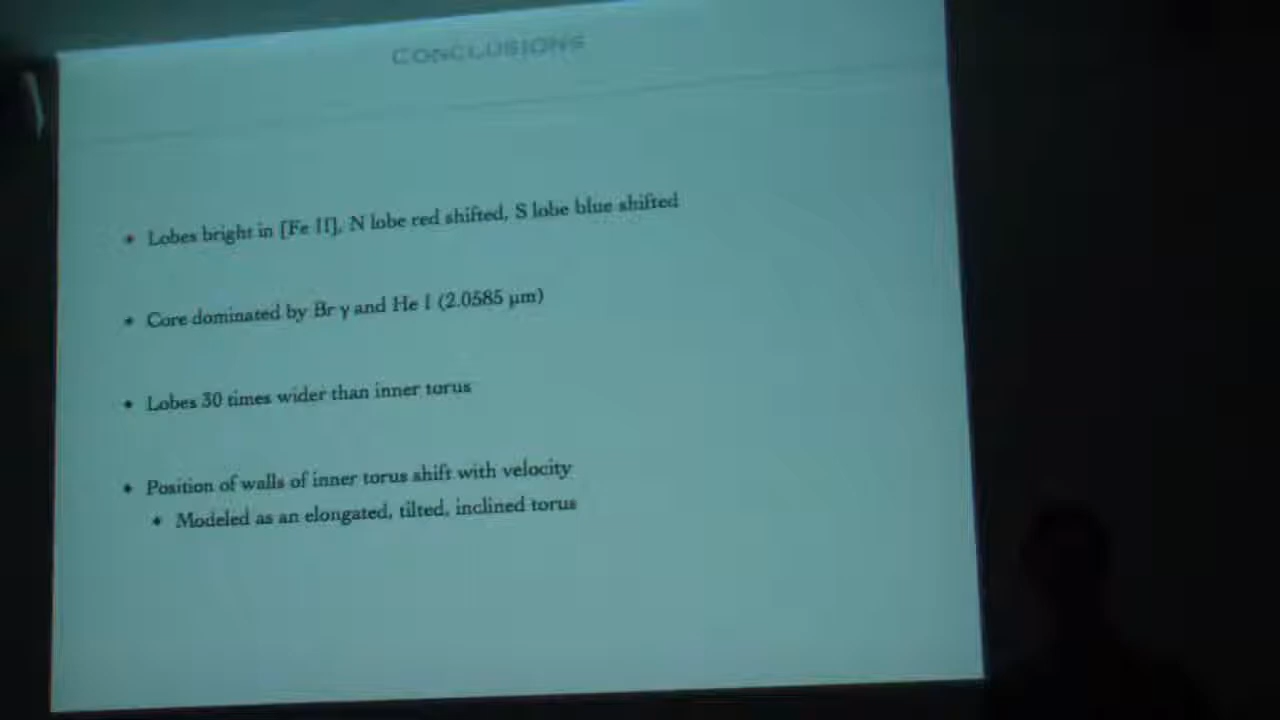 CONCLUSIONS
• Lobes bright in [Fe II], N lobe red shifted, S lobe blue shifted
• Core dominated by Br γ and He I (2.0585 μm)
• Lobes 30 times wider than inner torus
• Position of walls of inner torus shift with velocity
• Modeled as an elongated, tilted, inclined torus